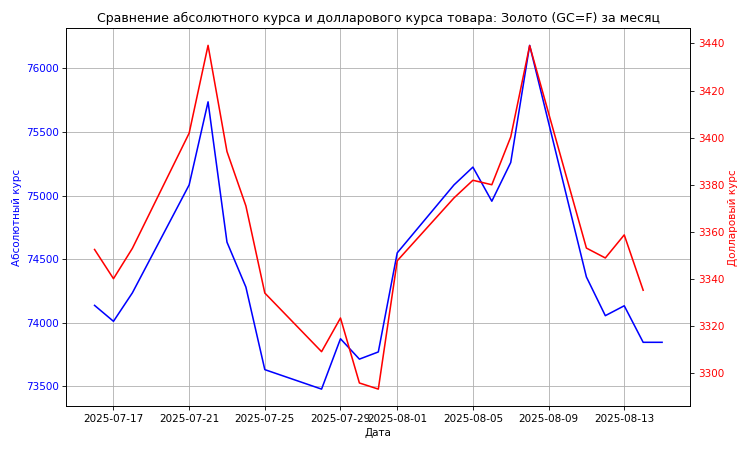 Сравнение абсолютного курса и долларового курса товара: Золото (GC=F) за месяц
Абсолютный курс
76000
75500
75000
74500
74000
73500
Долларовый курс
3440
3420
3400
3380
3360
3340
3320
3300
2025-07-17 2025-07-21 2025-07-25 2025-07-29 2025-08-01 2025-08-05 2025-08-09 2025-08-13
Дата